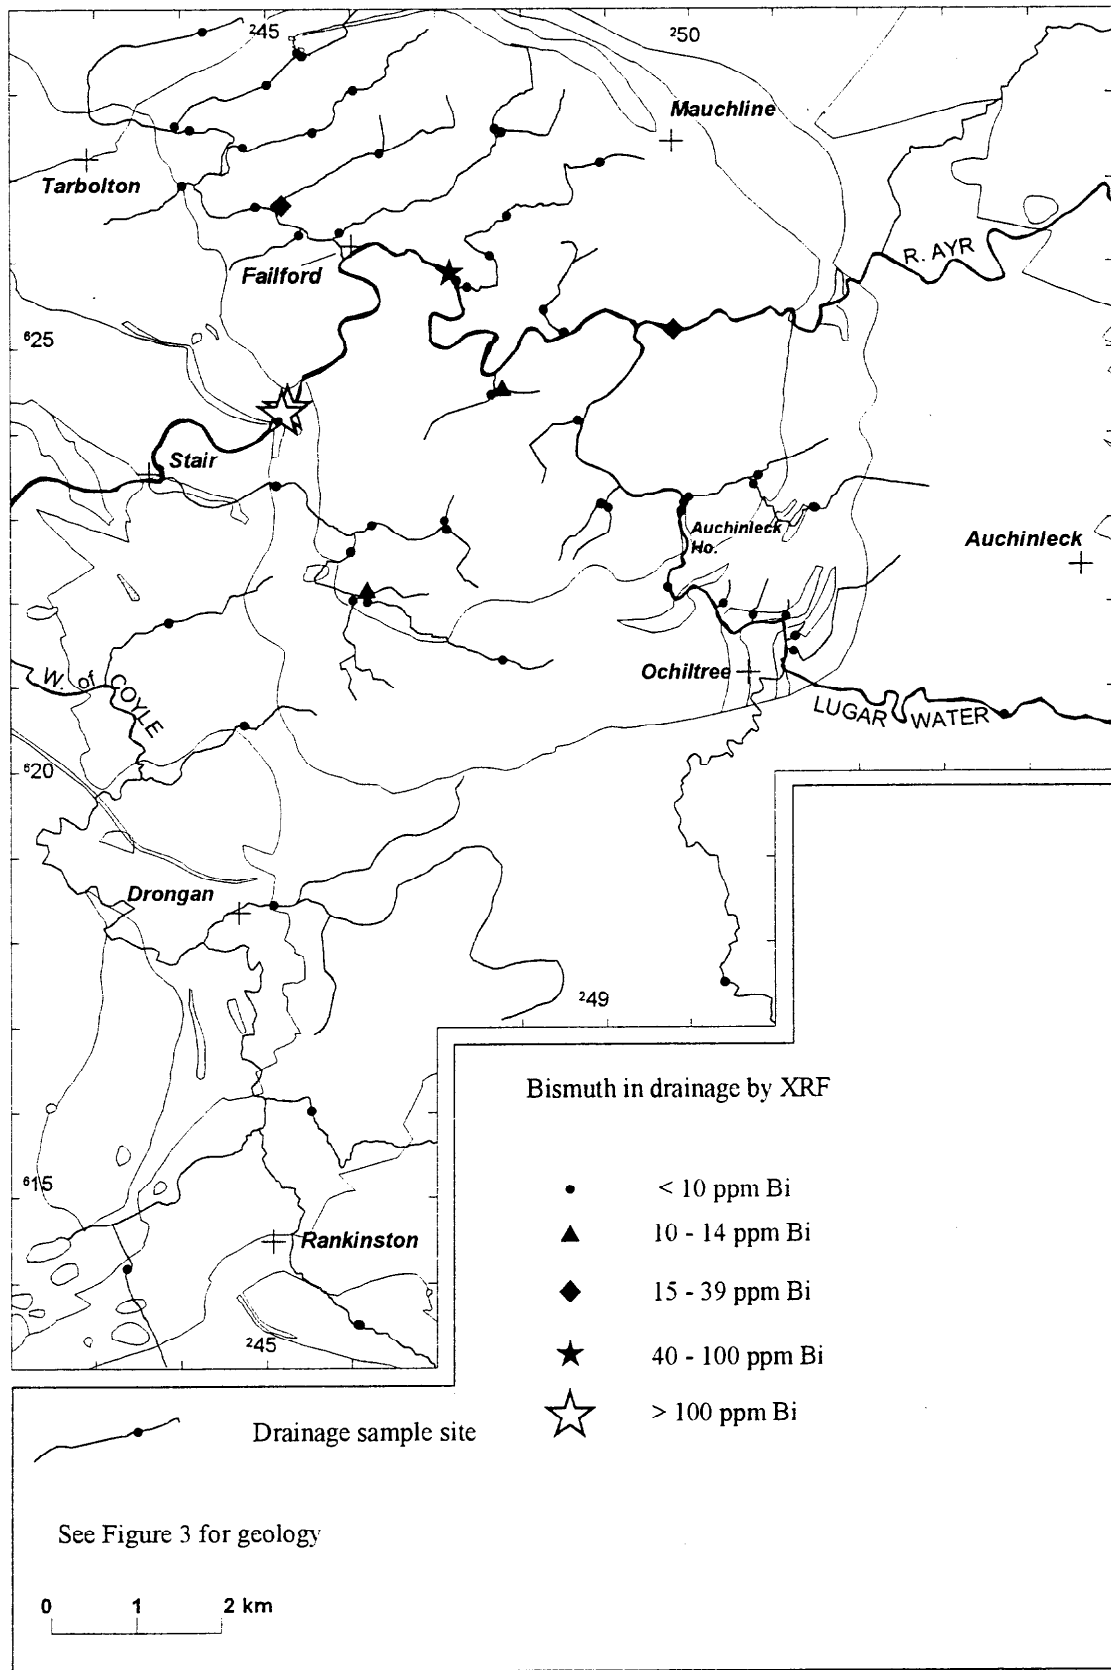 ²45
²50
Mauchline
Tarbolton
Failford
R. AYR
⁶25
Stair
Auchinleck
Ho.
Auchinleck
W. of COYLE
Ochiltree
LUGAR WATER
⁶20
Drongan
²49
Bismuth in drainage by XRF
< 10 ppm Bi
⁶15
10 - 14 ppm Bi
Rankinston
15 - 39 ppm Bi
²45
40 - 100 ppm Bi
> 100 ppm Bi
Drainage sample site
See Figure 3 for geology
0 1 2 km